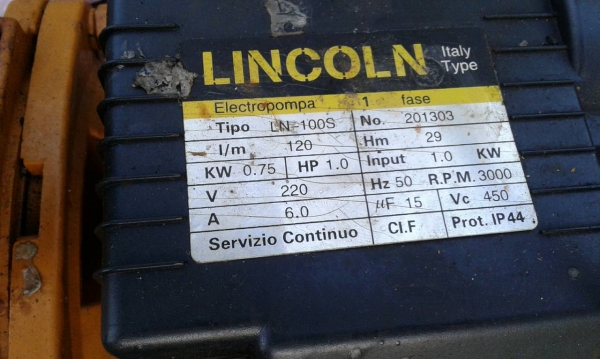 LINCOLN Italy Type
Electropompa 1 fase
Tipo LN-100S No. 201303
l/m 120 Hm 29
KW 0.75 HP 1.0 Input 1.0 KW
V 220 Hz 50 R.P.M. 3000
A 6.0 µF 15 Vc 450
Servizio Continuo Cl.F Prot. IP44